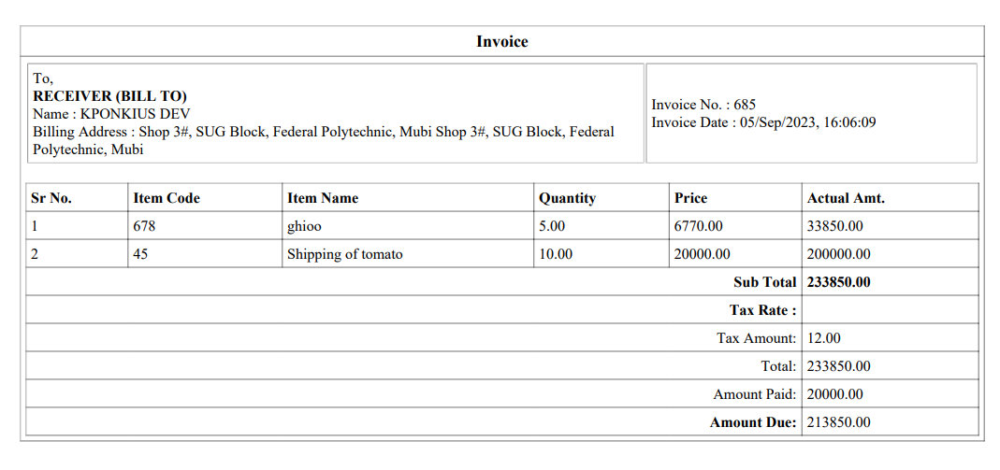 Invoice
To,
RECEIVER (BILL TO)
Name : KPONKIUS DEV
Billing Address : Shop 3#, SUG Block, Federal Polytechnic, Mubi Shop 3#, SUG Block, Federal
Polytechnic, Mubi
Invoice No. : 685
Invoice Date : 05/Sep/2023, 16:06:09
Sr No. Item Code Item Name Quantity Price Actual Amt.
1 678 ghioo 5.00 6770.00 33850.00
2 45 Shipping of tomato 10.00 20000.00 200000.00
Sub Total 233850.00
Tax Rate :
Tax Amount: 12.00
Total: 233850.00
Amount Paid: 20000.00
Amount Due: 213850.00